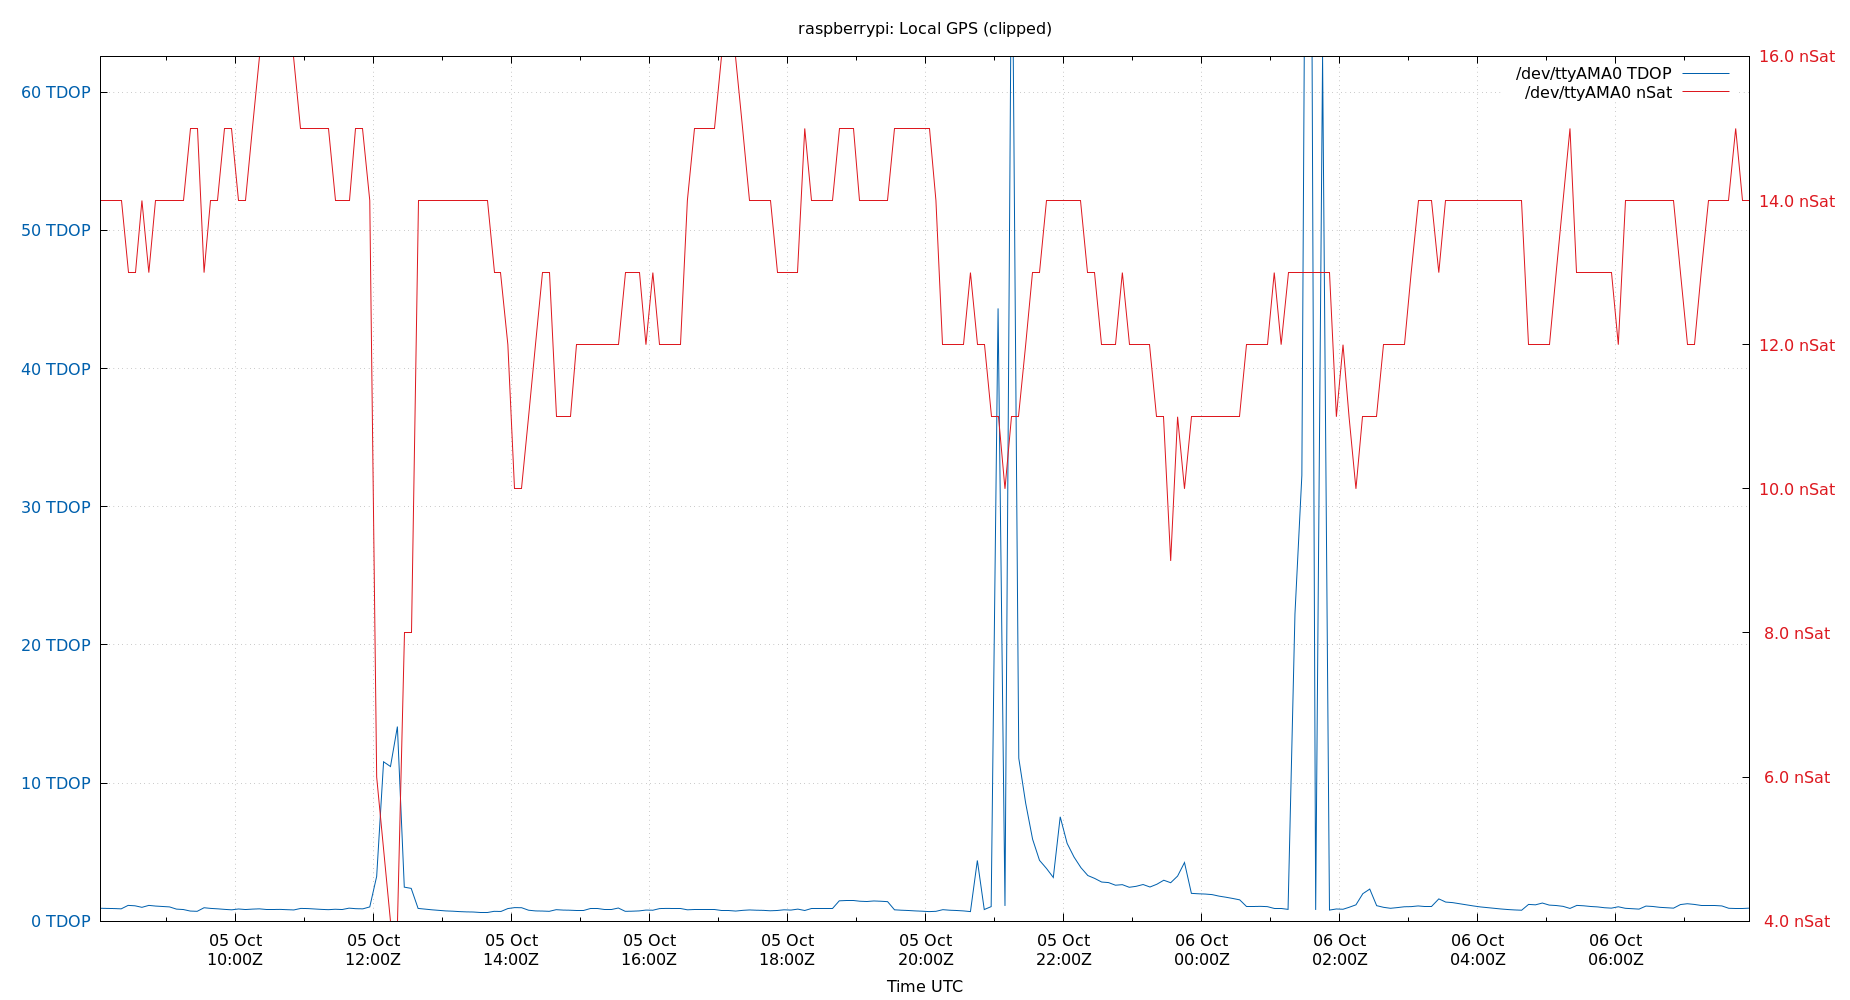 raspberrypi: Local GPS (clipped)
16.0 nSat
/dev/ttyAMA0 TDOP
60 TDOP
/dev/ttyAMA0 nSat
14.0 nSat
50 TDOP
12.0 nSat
40 TDOP
10.0 nSat
30 TDOP
8.0 nSat
20 TDOP
6.0 nSat
10 TDOP
0 TDOP
4.0 nSat
05 Oct 05 Oct 05 Oct 05 Oct 05 Oct 05 Oct 05 Oct 06 Oct 06 Oct 06 Oct 06 Oct
10:00Z 12:00Z 14:00Z 16:00Z 18:00Z 20:00Z 22:00Z 00:00Z 02:00Z 04:00Z 06:00Z
Time UTC